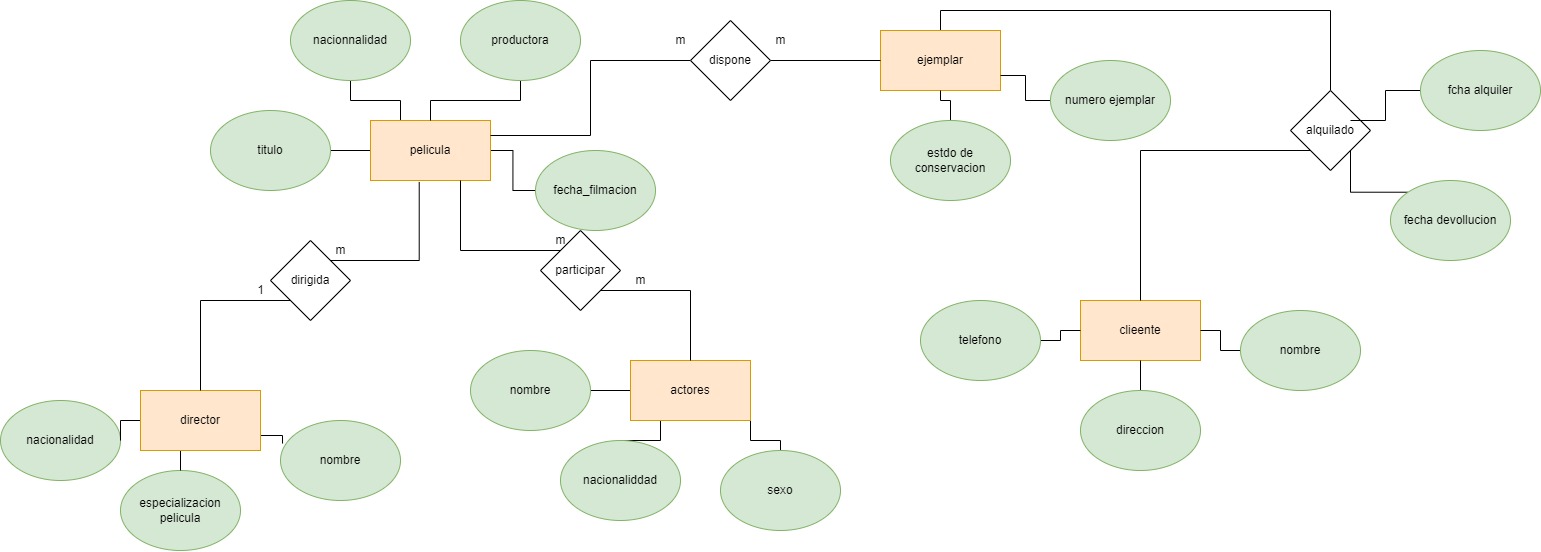 nacionnalidad
productora
m
m
dispone
ejemplar
fcha alquiler
numero ejemplar
alquilado
titulo
pelicula
estdo de
conservacion
fecha_filmacion
fecha devollucion
m
m
participar
dirigida
1
m
telefono
clieente
nombre
nombre
actores
direccion
nacionalidad
director
nombre
nacionaliddad
sexo
especializacion
pelicula